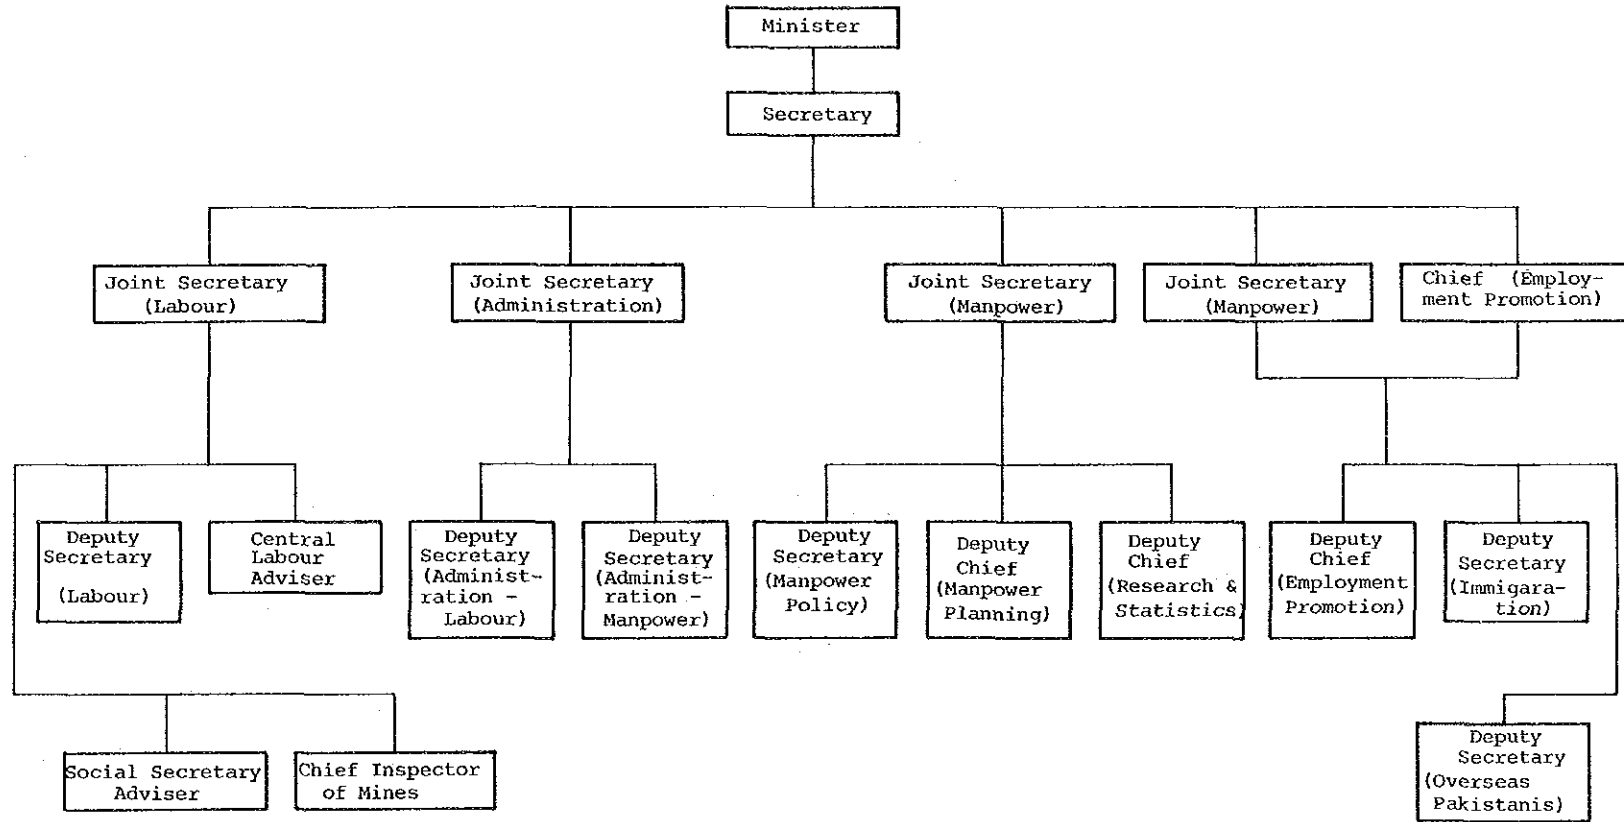 Minister
Secretary
Joint Secretary
(Labour)
Joint Secretary
(Administration)
Joint Secretary
(Manpower)
Joint Secretary
(Manpower)
Chief (Employ-
ment Promotion)
Deputy
Secretary
(Labour)
Central
Labour
Adviser
Deputy
Secretary
(Administ-
ration -
Labour)
Deputy
Secretary
(Administ-
ration -
Manpower)
Deputy
Secretary
(Manpower
Policy)
Deputy
Chief
(Manpower
Planning)
Deputy
Chief
(Research &
Statistics)
Deputy
Chief
(Employment
Promotion)
Deputy
Secretary
(Immigara-
tion)
Social Secretary
Adviser
Chief Inspector
of Mines
Deputy
Secretary
(Overseas
Pakistanis)